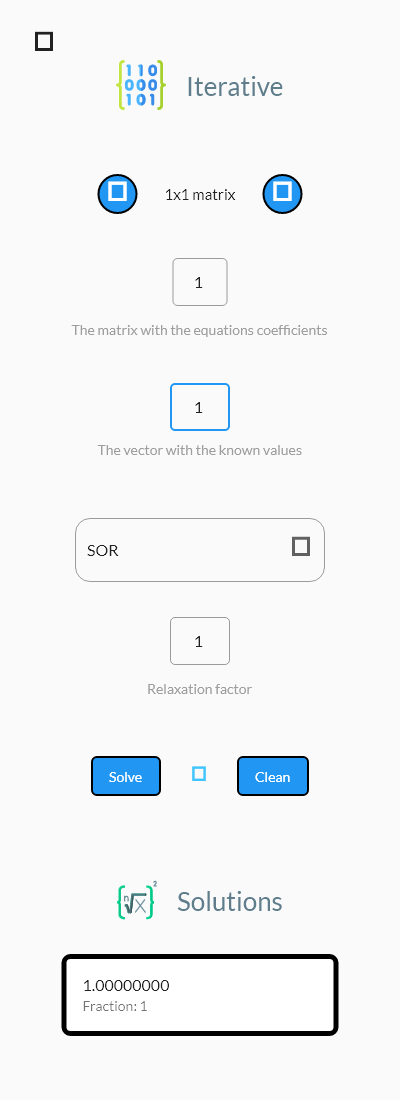 110
000
101
Iterative
1x1 matrix
1
The matrix with the equations coefficients
1
The vector with the known values
SOR
1
Relaxation factor
Solve
Clean
{ⁿ√x}²
Solutions
1.00000000
Fraction: 1